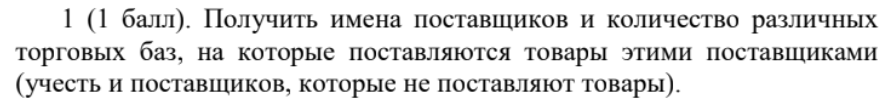 1 (1 балл). Получить имена поставщиков и количество различных
торговых баз, на которые поставляются товары этими поставщиками
(учесть и поставщиков, которые не поставляют товары).